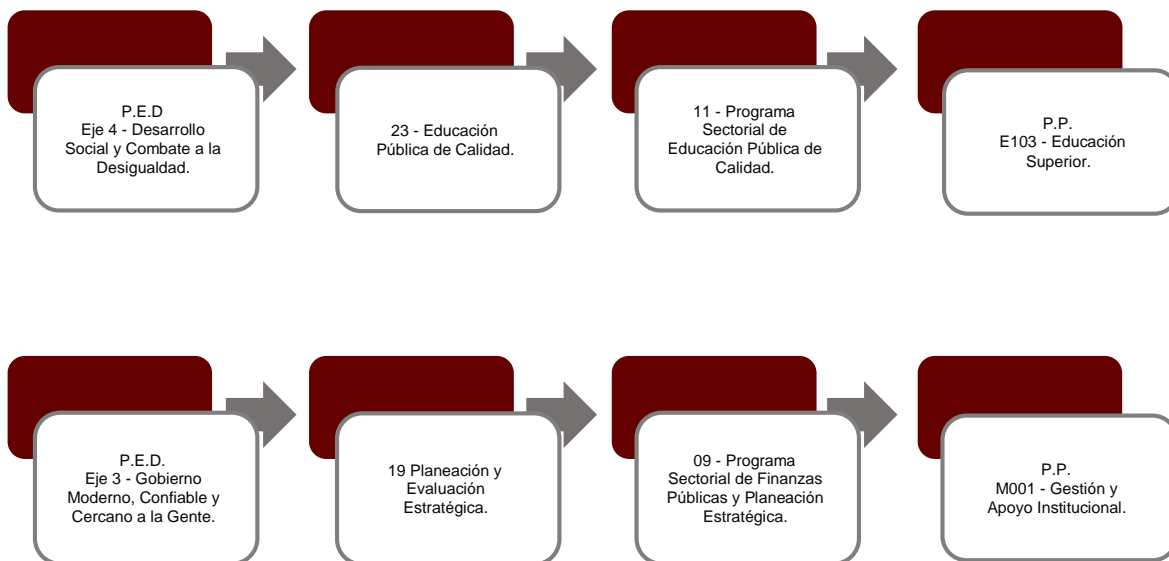 P.E.D
Eje 4 - Desarrollo
Social y Combate a la
Desigualdad.
23 - Educación
Pública de Calidad.
11 - Programa
Sectorial de
Educación Pública de
Calidad.
P.P.
E103 - Educación
Superior.
P.E.D.
Eje 3 - Gobierno
Moderno, Confiable y
Cercano a la Gente.
19 Planeación y
Evaluación
Estratégica.
09 - Programa
Sectorial de Finanzas
Públicas y Planeación
Estratégica.
P.P.
M001 - Gestión y
Apoyo Institucional.